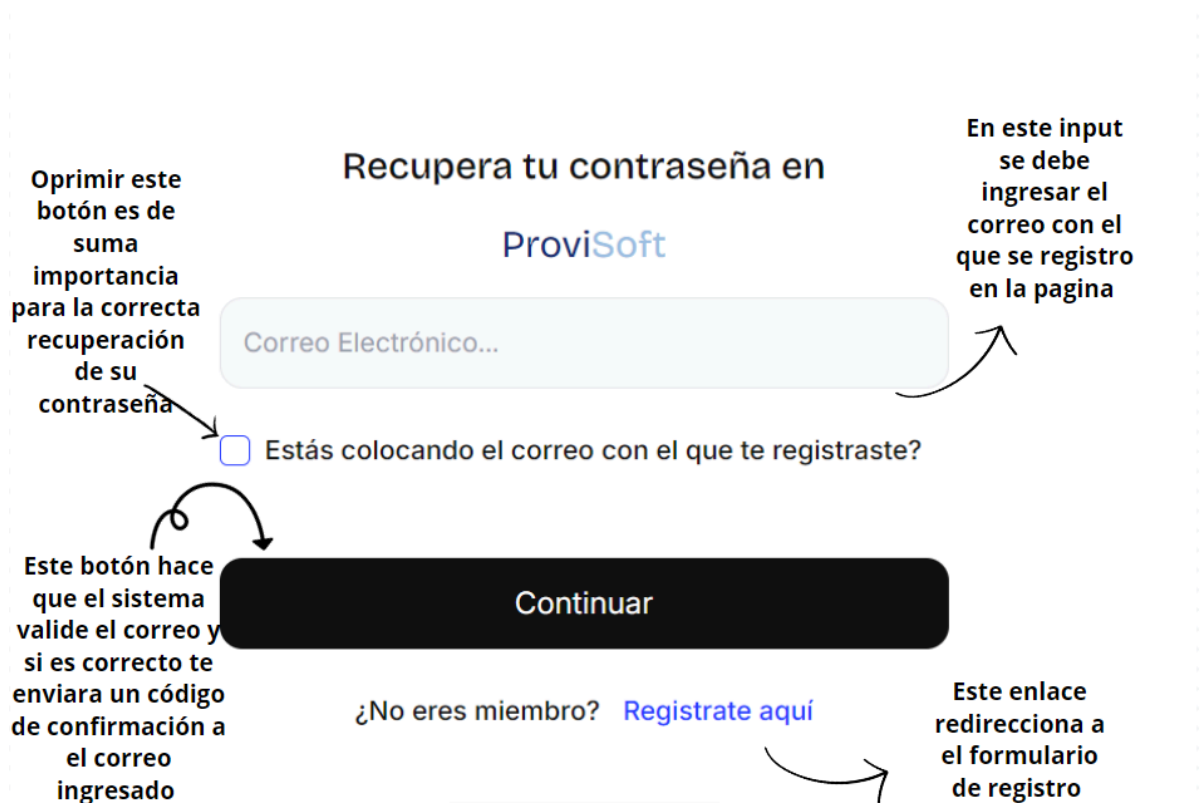 Recupera tu contraseña en
ProviSoft
Oprimir este
botón es de
suma
importancia
para la correcta
recuperación
de su
contraseña
En este input
se debe
ingresar el
correo con el
que se registro
en la pagina
Correo Electrónico...
Estás colocando el correo con el que te registraste?
Este botón hace
que el sistema
valide el correo y
si es correcto te
enviara un código
de confirmación a
el correo
ingresado
Continuar
¿No eres miembro? Registrate aquí
Este enlace
redirecciona a
el formulario
de registro